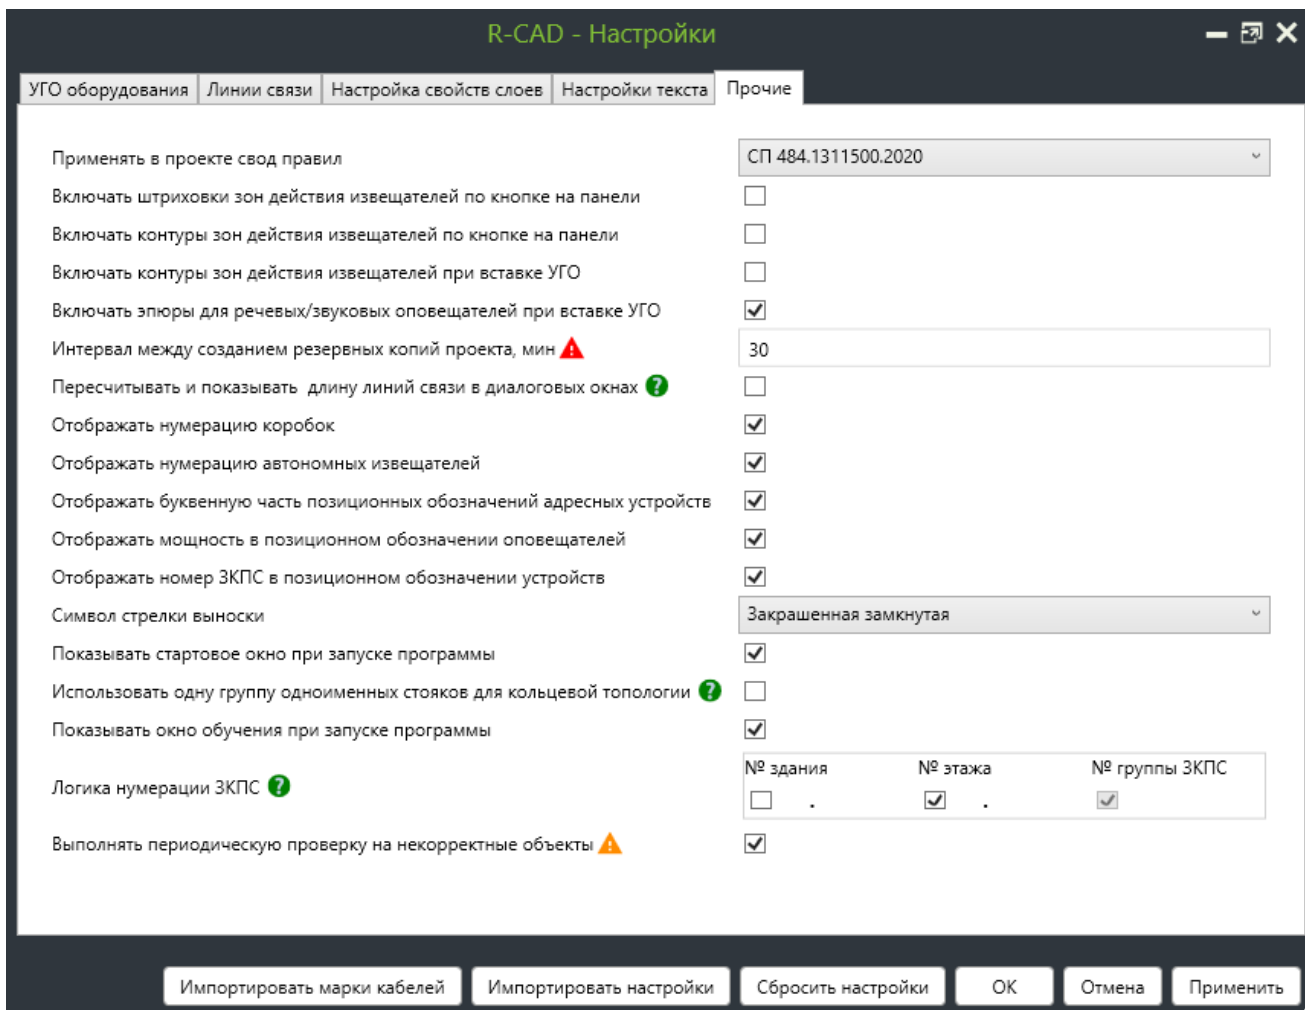 R-CAD - Настройки
УГО оборудования Линии связи Настройка свойств слоев Настройки текста Прочие
Применять в проекте свод правил СП 484.1311500.2020
Включать штриховки зон действия извещателей по кнопке на панели
Включать контуры зон действия извещателей по кнопке на панели
Включать контуры зон действия извещателей при вставке УГО
Включать эпюры для речевых/звуковых оповещателей при вставке УГО
Интервал между созданием резервных копий проекта, мин 30
Пересчитывать и показывать длину линий связи в диалоговых окнах
Отображать нумерацию коробок
Отображать нумерацию автономных извещателей
Отображать буквенную часть позиционных обозначений адресных устройств
Отображать мощность в позиционном обозначении оповещателей
Отображать номер ЗКПС в позиционном обозначении устройств
Символ стрелки выноски Закрашенная замкнутая
Показывать стартовое окно при запуске программы
Использовать одну группу одноименных стояков для кольцевой топологии
Показывать окно обучения при запуске программы
№ здания № этажа № группы ЗКПС
Логика нумерации ЗКПС
. .
Выполнять периодическую проверку на некорректные объекты
Импортировать марки кабелей Импортировать настройки Сбросить настройки OK Отмена Применить